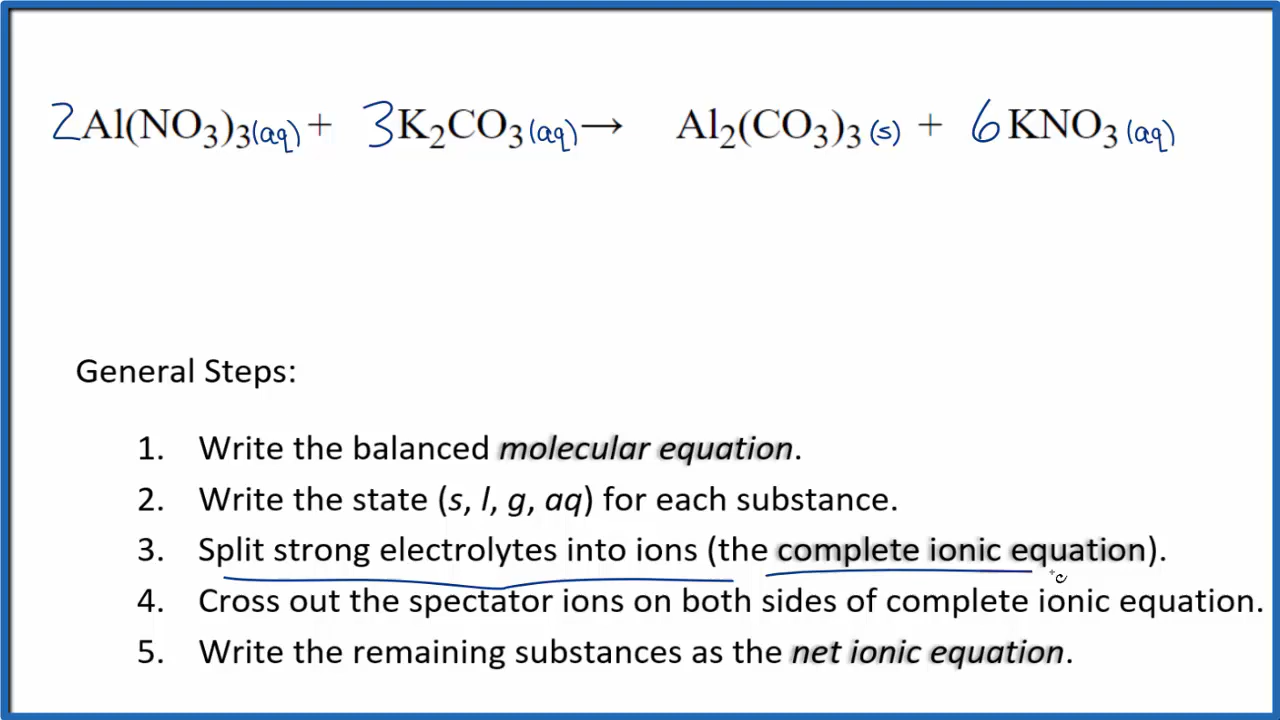 2Al(NO₃)₃(aq) + 3K₂CO₃(aq) → Al₂(CO₃)₃(s) + 6KNO₃(aq)
General Steps:
1. Write the balanced molecular equation.
2. Write the state (s, l, g, aq) for each substance.
3. Split strong electrolytes into ions (the complete ionic equation).
4. Cross out the spectator ions on both sides of complete ionic equation.
5. Write the remaining substances as the net ionic equation.